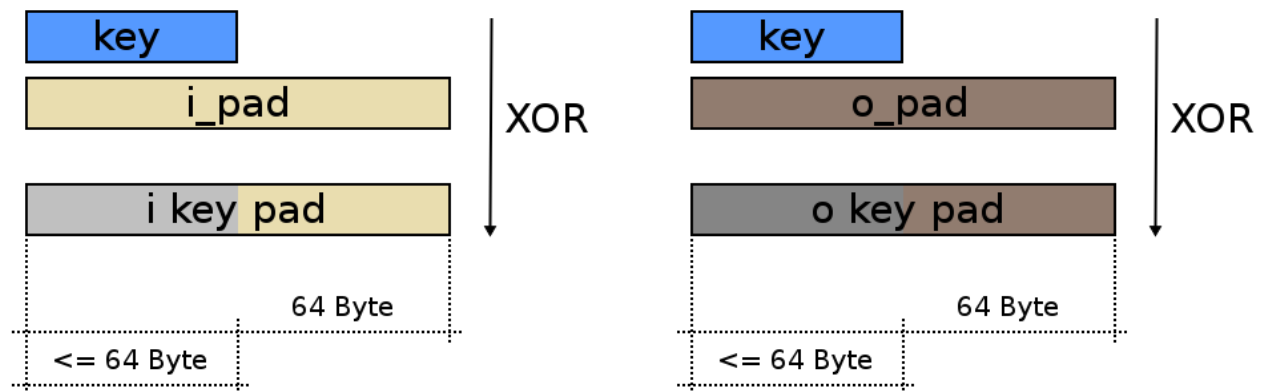 key
i_pad
XOR
i key pad
64 Byte
<= 64 Byte
key
o_pad
XOR
o key pad
64 Byte
<= 64 Byte